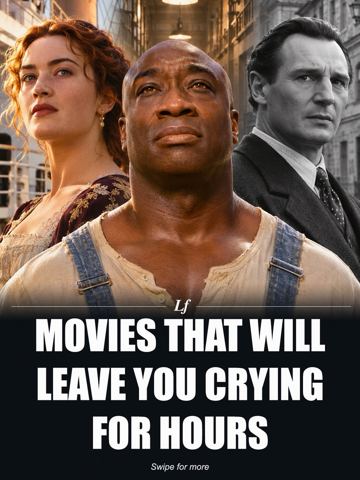 Lf
MOVIES THAT WILL
LEAVE YOU CRYING
FOR HOURS
Swipe for more